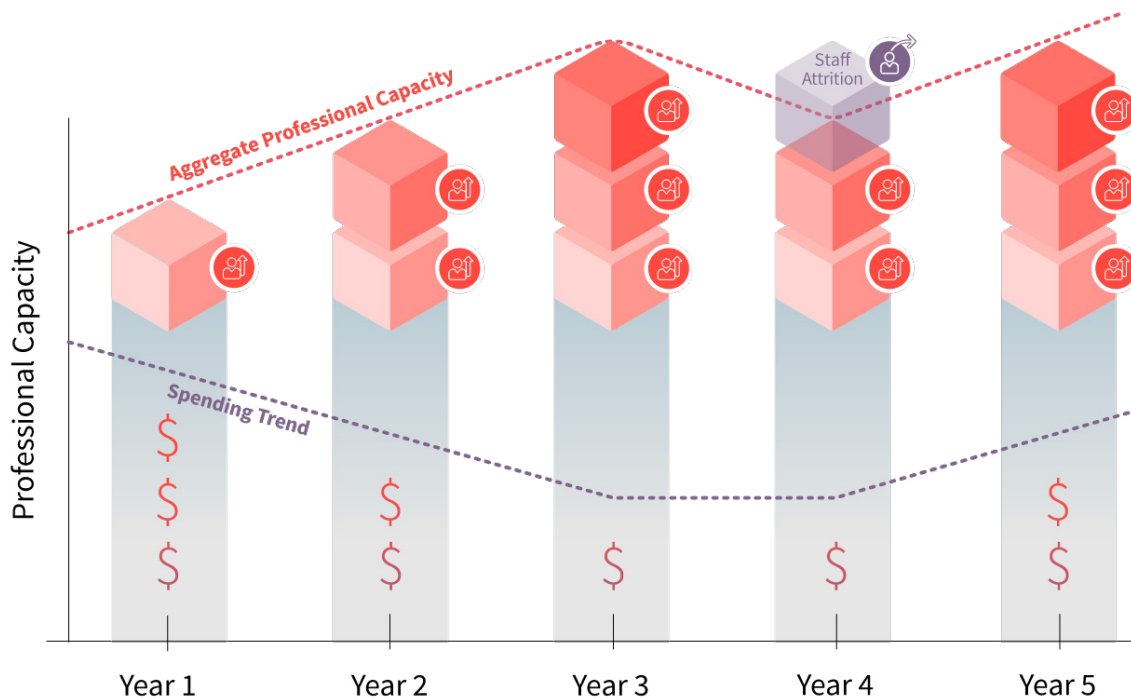 Staff
Attrition
Aggregate Professional Capacity
Professional Capacity
Spending Trend
$
$
$
$
$
$
$
$
$
Year 1
Year 2
Year 3
Year 4
Year 5